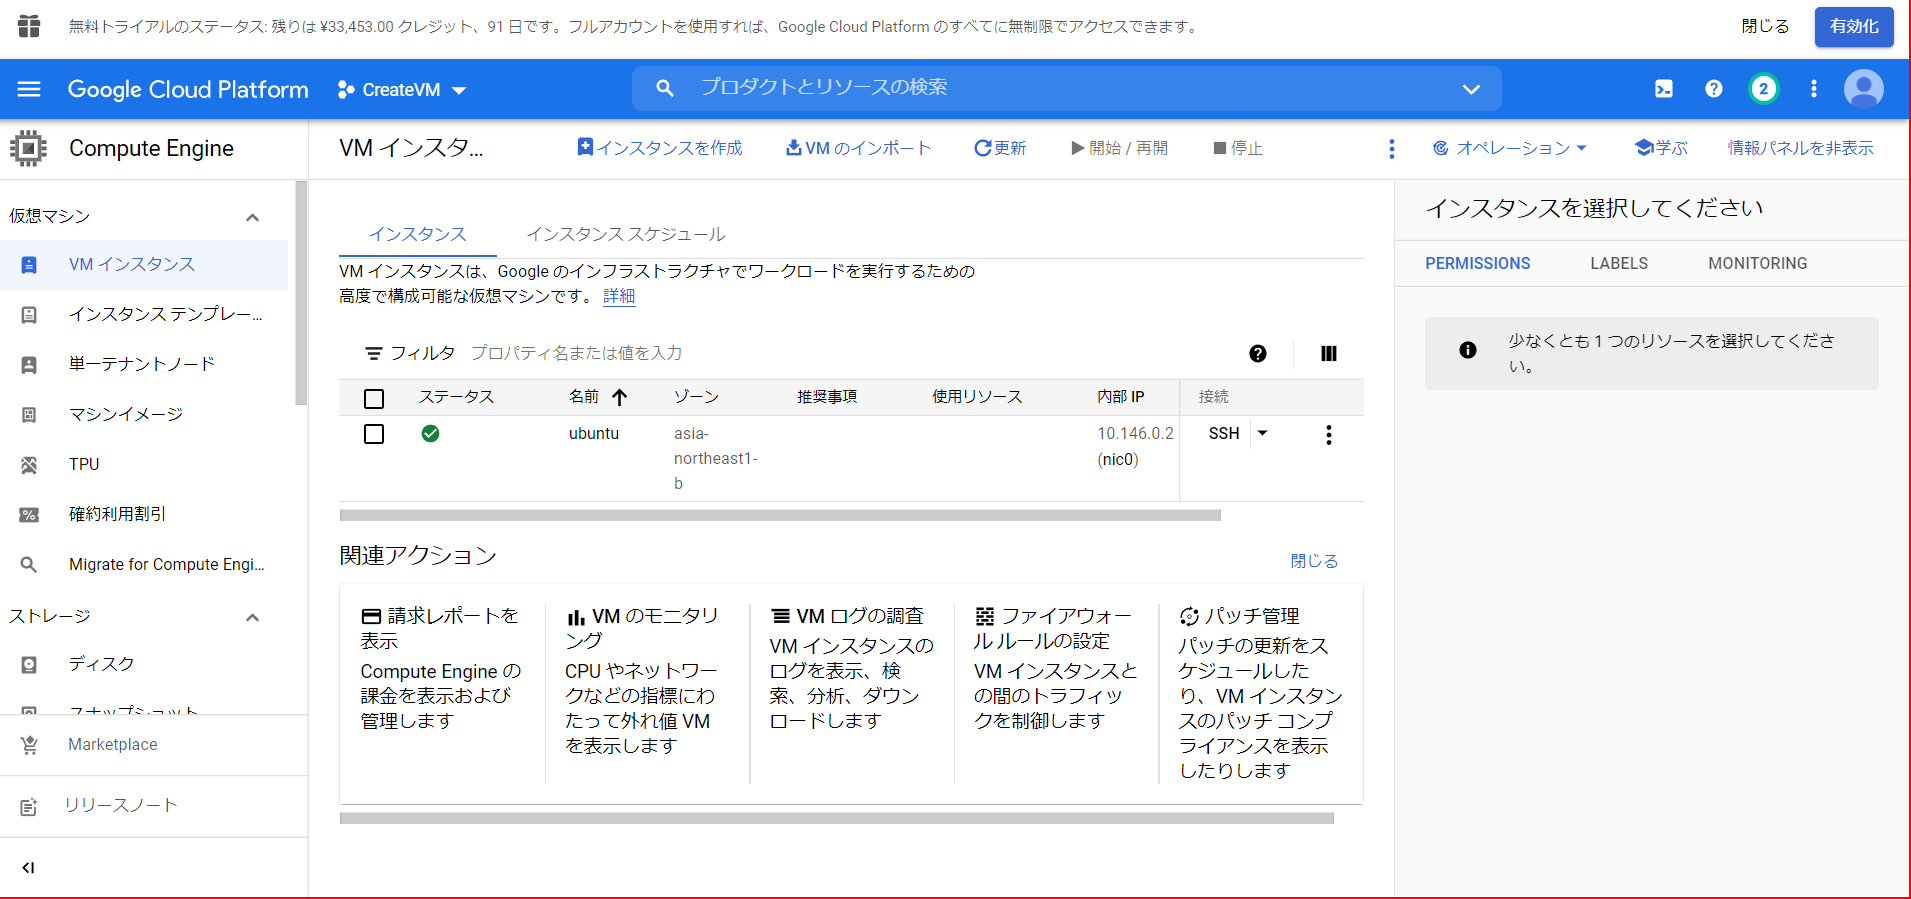 無料トライアルのステータス: 残りは ¥33,453.00 クレジット、91 日です。フルアカウントを使用すれば、Google Cloud Platform のすべてに無制限でアクセスできます。
閉じる
有効化
Google Cloud Platform
CreateVM
プロダクトとリソースの検索
2
Compute Engine
VM インスタ...
インスタンスを作成
VM のインポート
更新
開始 / 再開
停止
オペレーション
学ぶ
情報パネルを非表示
仮想マシン
VM インスタンス
インスタンス テンプレー...
単一テナントノード
マシンイメージ
TPU
確約利用割引
Migrate for Compute Engi...
ストレージ
ディスク
スナップショット
Marketplace
リリースノート
インスタンス
インスタンス スケジュール
VM インスタンスは、Google のインフラストラクチャでワークロードを実行するための
高度で構成可能な仮想マシンです。 詳細
フィルタ
プロパティ名または値を入力
ステータス
名前
ゾーン
推奨事項
使用リソース
内部 IP
接続
ubuntu
asia-
northeast1-
b
10.146.0.2
(nic0)
SSH
関連アクション
閉じる
請求レポートを
表示
Compute Engine の
課金を表示および
管理します
VM のモニタリ
ング
CPU やネットワー
クなどの指標にわ
たって外れ値 VM
を表示します
VM ログの調査
VM インスタンスの
ログを表示、検
索、分析、ダウン
ロードします
ファイアウォー
ル ルールの設定
VM インスタンスと
の間のトラフィッ
クを制御します
パッチ管理
パッチの更新をス
ケジュールした
り、VM インスタン
スのパッチ コンプ
ライアンスを表示
したりします
インスタンスを選択してください
PERMISSIONS
LABELS
MONITORING
少なくとも 1 つのリソースを選択してくださ
い。